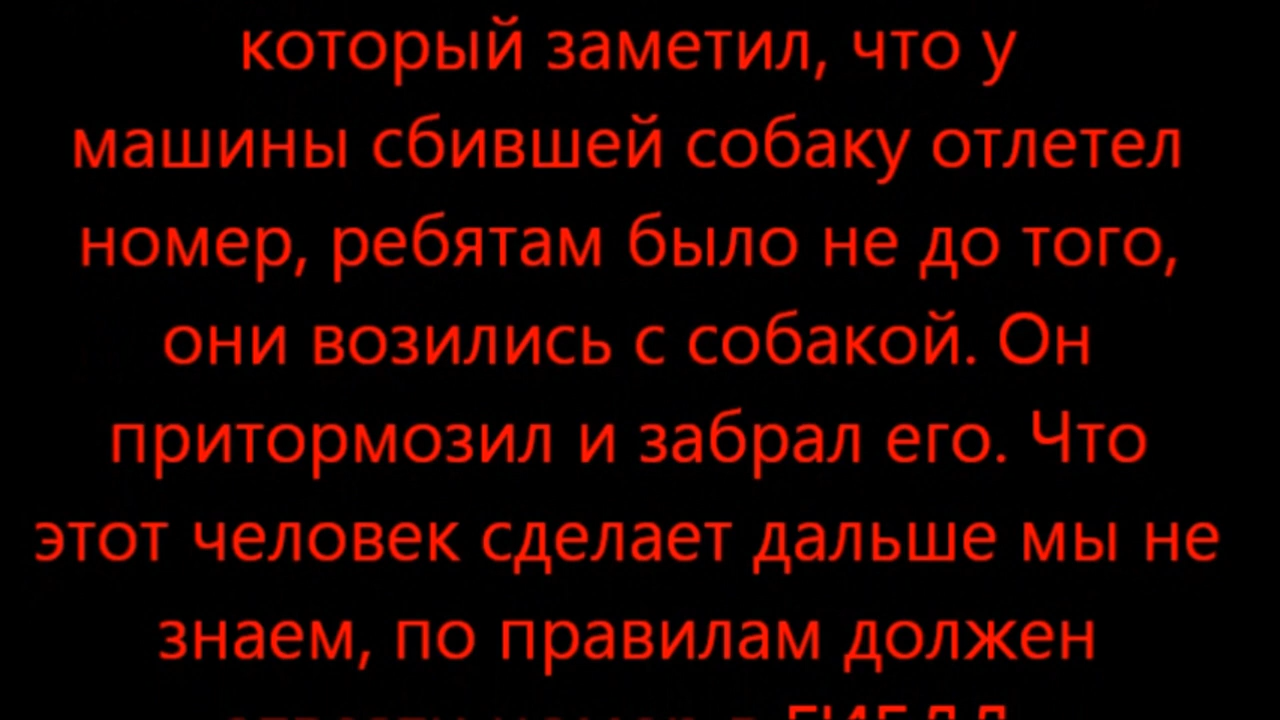 который заметил, что у
машины сбившей собаку отлетел
номер, ребятам было не до того,
они возились с собакой. Он
притормозил и забрал его. Что
этот человек сделает дальше мы не
знаем, по правилам должен